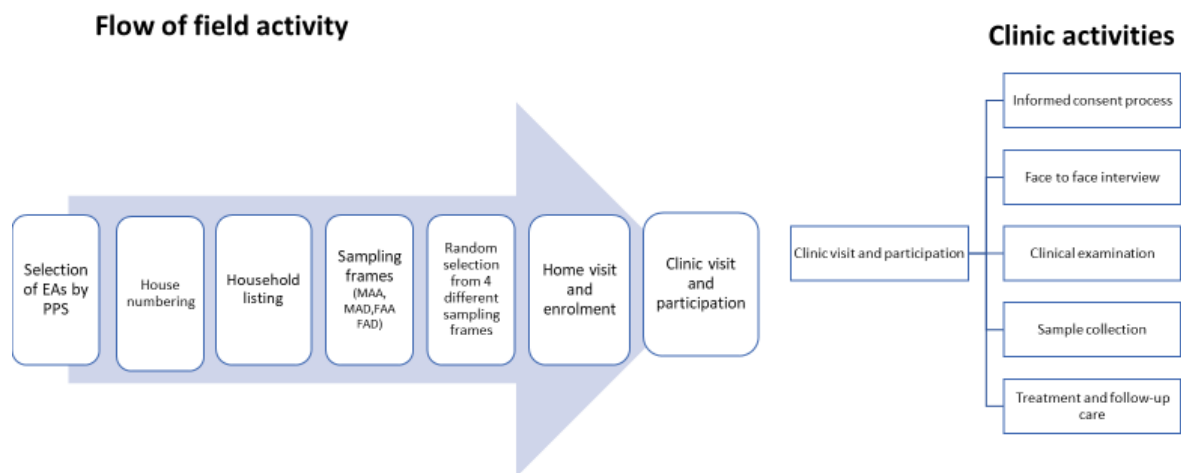 Flow of field activity
Selection
of EAs by
PPS
House
numbering
Household
listing
Sampling
frames
(MAA,
MAD,FAA
FAD)
Random
selection
from 4
different
sampling
frames
Home visit
and
enrolment
Clinic visit
and
participation
Clinic activities
Clinic visit and participation
Informed consent process
Face to face interview
Clinical examination
Sample collection
Treatment and follow-up
care